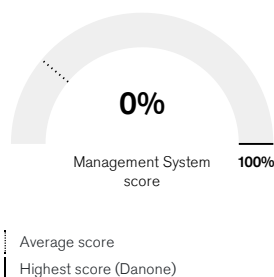 0%
Management System 100%
score
Average score
Highest score (Danone)